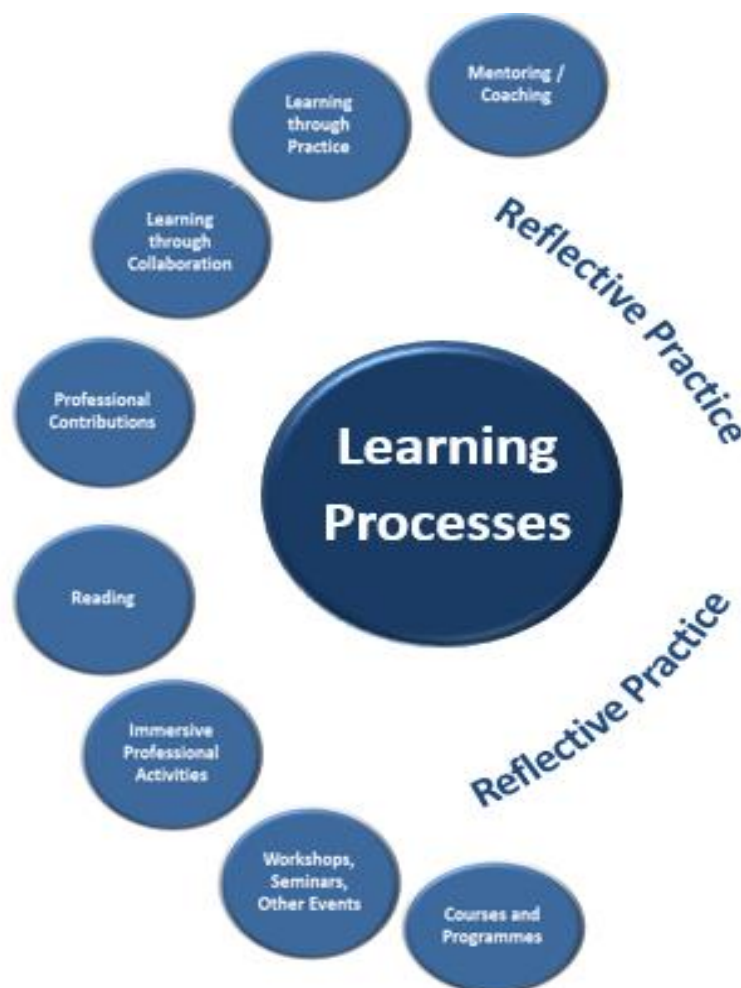 Mentoring /
Coaching
Learning
through
Practice
Learning
through
Collaboration
Reflective Practice
Professional
Contributions
Learning
Processes
Reading
Reflective Practice
Immersive
Professional
Activities
Workshops,
Seminars,
Other Events
Courses and
Programmes